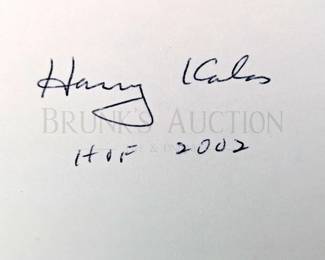 Harry Kalas
BRUNK'S AUCTION
HOF 2002